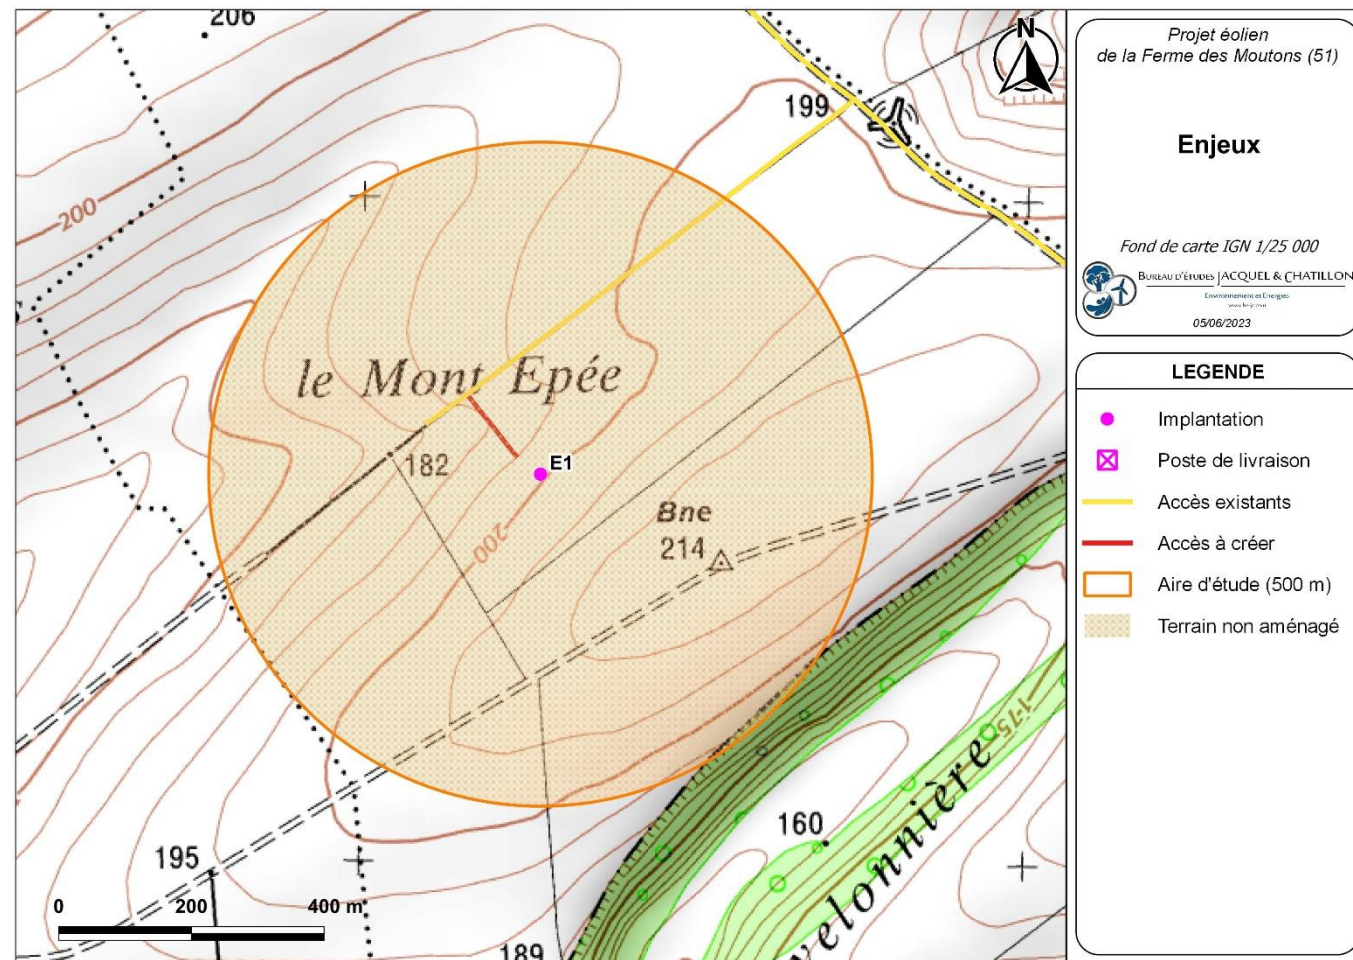 206
N
199
200
le Mont Epée
182
E1
200
Bne
214
175
160
velonnière
195
189
0 200 400 m
Projet éolien
de la Ferme des Moutons (51)
Enjeux
Fond de carte IGN 1/25 000
BUREAU D'ÉTUDES JACQUEL & CHATILLON
Environnement et Energies
05/06/2023
LEGENDE
Implantation
Poste de livraison
Accès existants
Accès à créer
Aire d'étude (500 m)
Terrain non aménagé